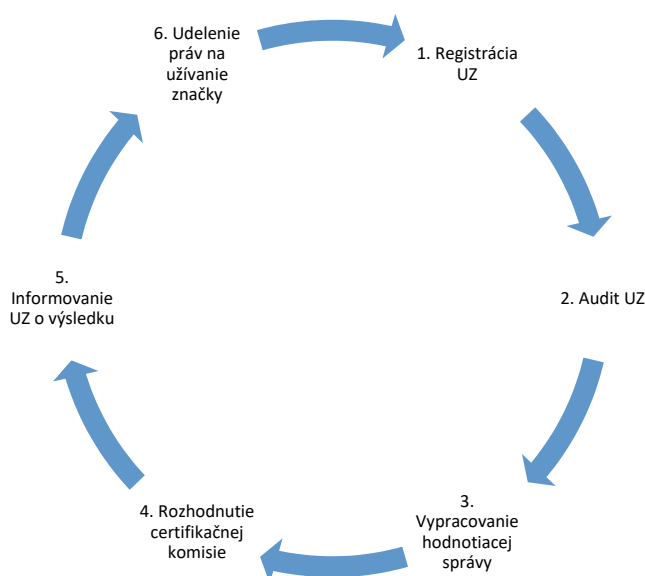 1. Registrácia
UZ
2. Audit UZ
3.
Vypracovanie
hodnotiacej
správy
4. Rozhodnutie
certifikačnej
komisie
5.
Informovanie
UZ o výsledku
6. Udelenie
práv na
užívanie
značky